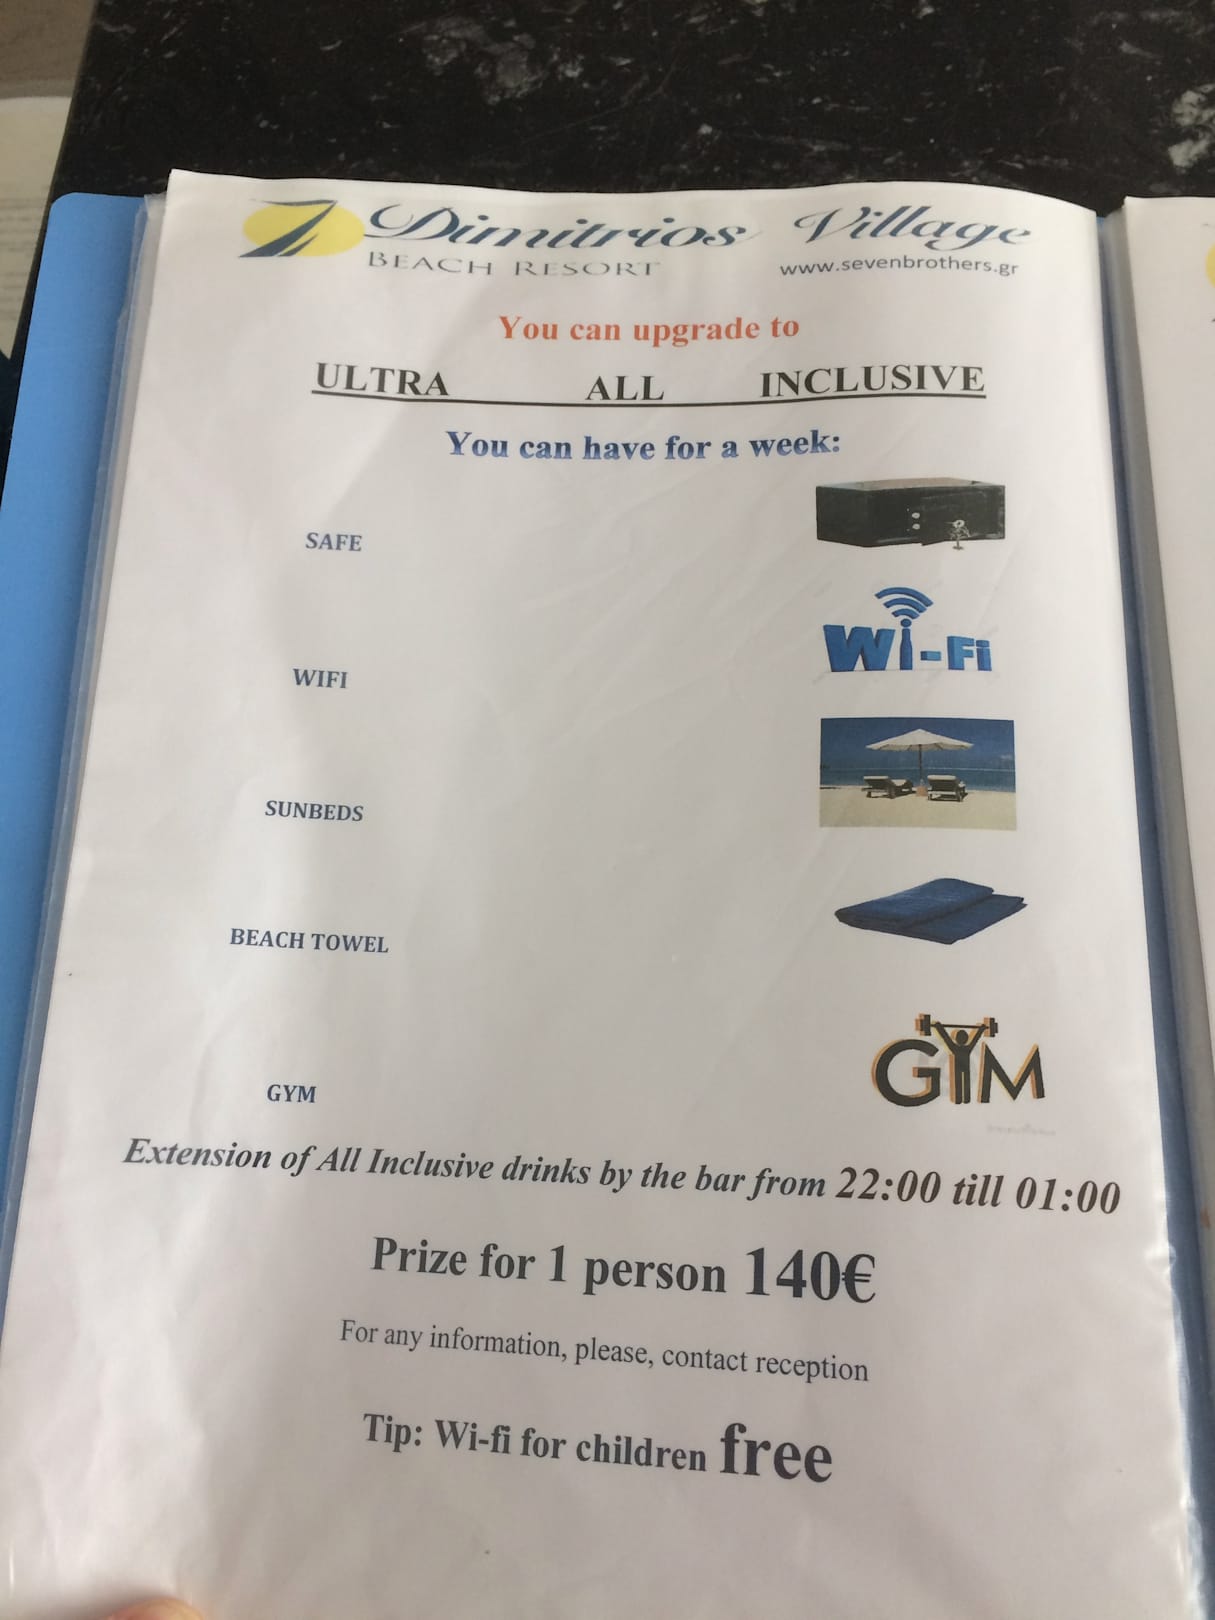 7 Dimitrios Village
BEACH RESORT www.sevenbrothers.gr
You can upgrade to
ULTRA ALL INCLUSIVE
You can have for a week:
SAFE
Wi-Fi
WIFI
SUNBEDS
BEACH TOWEL
GYM
GYM
Extension of All Inclusive drinks by the bar from 22:00 till 01:00
Prize for 1 person 140€
For any information, please, contact reception
Tip: Wi-fi for children free